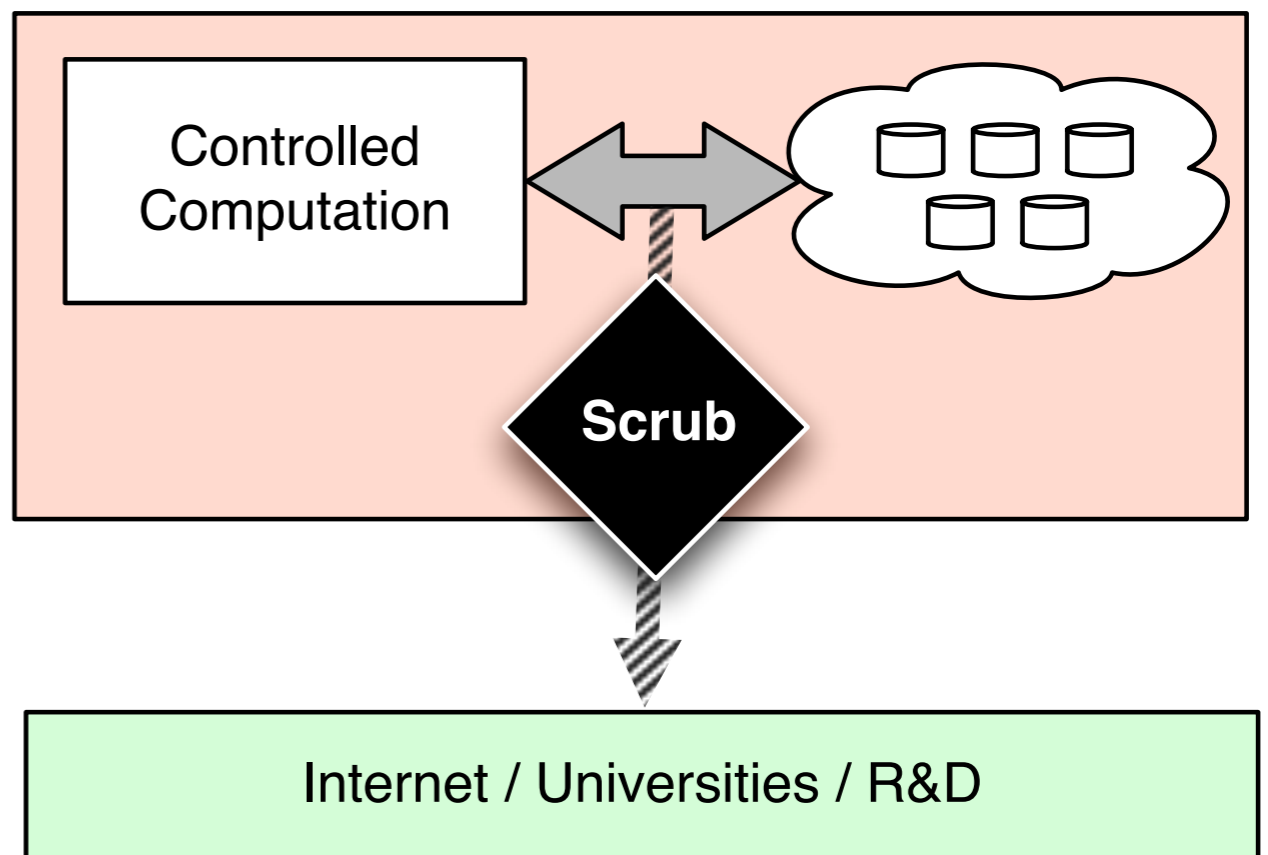 Controlled
Computation
Scrub
Internet / Universities / R&D